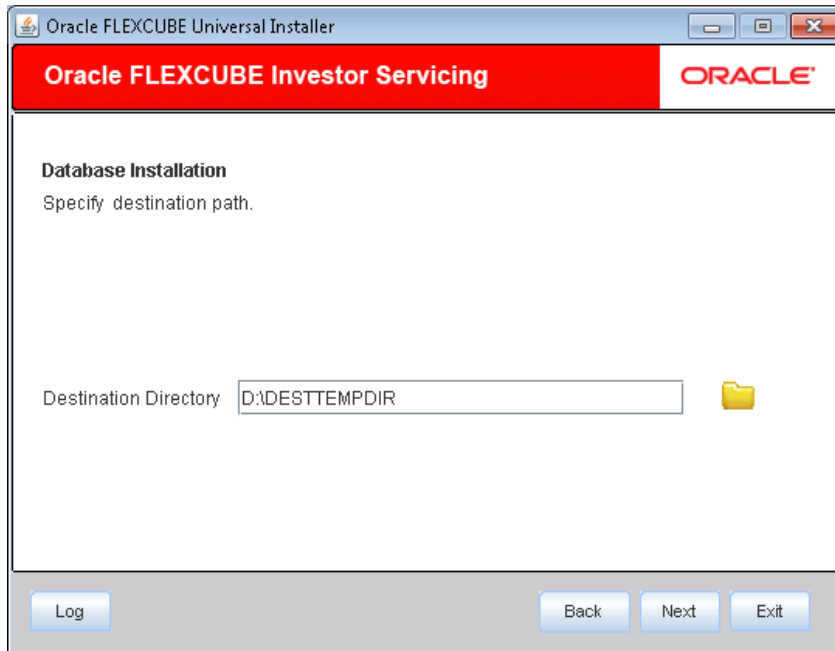 Oracle FLEXCUBE Universal Installer
Oracle FLEXCUBE Investor Servicing
ORACLE
Database Installation
Specify destination path.
Destination Directory D:\DESTTEMPDIR
Log Back Next Exit